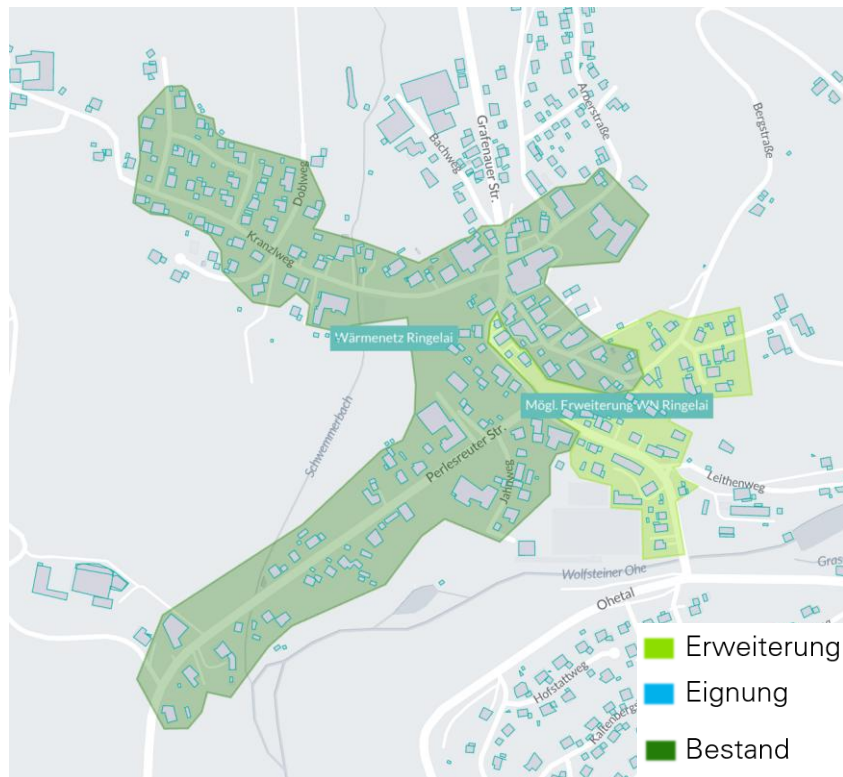 Arberstraße
Bergstraße
Grafenauer Str.
Bachweg
Doblweg
Kranzlweg
Wärmenetz Ringelai
Mögl. Erweiterung WN Ringelai
Schwemmerbach
Perlesreuter Str.
Jahnweg
Leithenweg
Wolfsteiner Ohe
Ohetal
Hofstattweg
Erweiterung
Eignung
Bestand